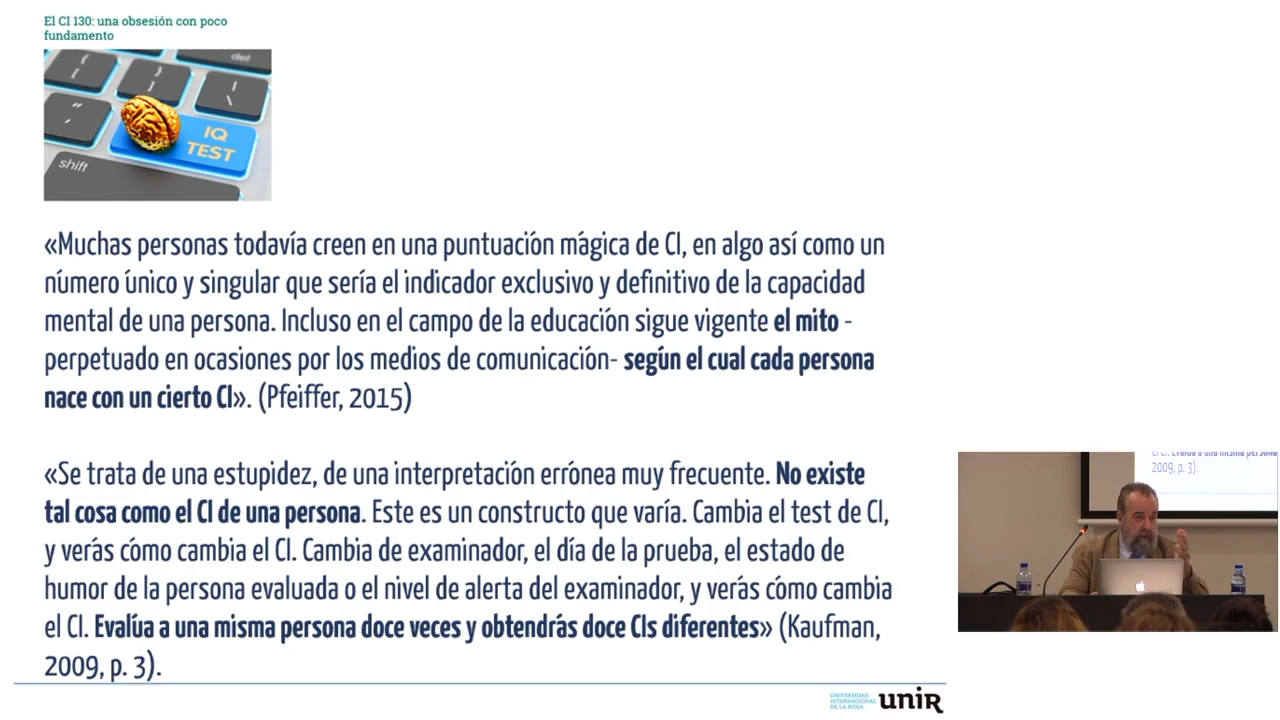 El CI 130: una obsesión con poco
fundamento
del
shift
IQ
TEST
«Muchas personas todavía creen en una puntuación mágica de CI, en algo así como un
número único y singular que sería el indicador exclusivo y definitivo de la capacidad
mental de una persona. Incluso en el campo de la educación sigue vigente el mito -
perpetuado en ocasiones por los medios de comunicación- según el cual cada persona
nace con un cierto CI». (Pfeiffer, 2015)
«Se trata de una estupidez, de una interpretación errónea muy frecuente. No existe
tal cosa como el CI de una persona. Este es un constructo que varía. Cambia el test de CI,
y verás cómo cambia el CI. Cambia de examinador, el día de la prueba, el estado de
humor de la persona evaluada o el nivel de alerta del examinador, y verás cómo cambia
el CI. Evalúa a una misma persona doce veces y obtendrás doce CIs diferentes» (Kaufman,
2009, p. 3).
2009, p. 3).
UNIVERSIDAD
INTERNACIONAL
DE LA RIOJA
unir